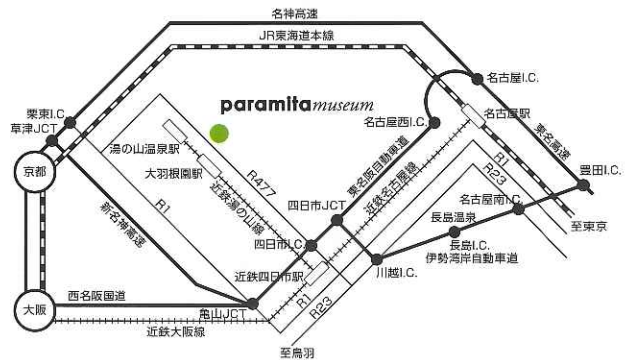 名神高速
JR東海道本線
名古屋I.C.
栗東I.C.
草津JCT
paramitamuseum
名古屋西I.C.
名古屋駅
湯の山温泉駅
大羽根園駅
東名阪自動車道
東名高速
京都
R477
近鉄湯の山線
近鉄名古屋線
R1
R23
豊田I.C.
R1
四日市JCT
名古屋南I.C.
至東京
新名神高速
四日市I.C.
長島温泉
長島I.C.
伊勢湾岸自動車道
近鉄四日市駅
川越I.C.
大阪
西名阪国道
亀山JCT
R1
R23
近鉄大阪線
至鳥羽